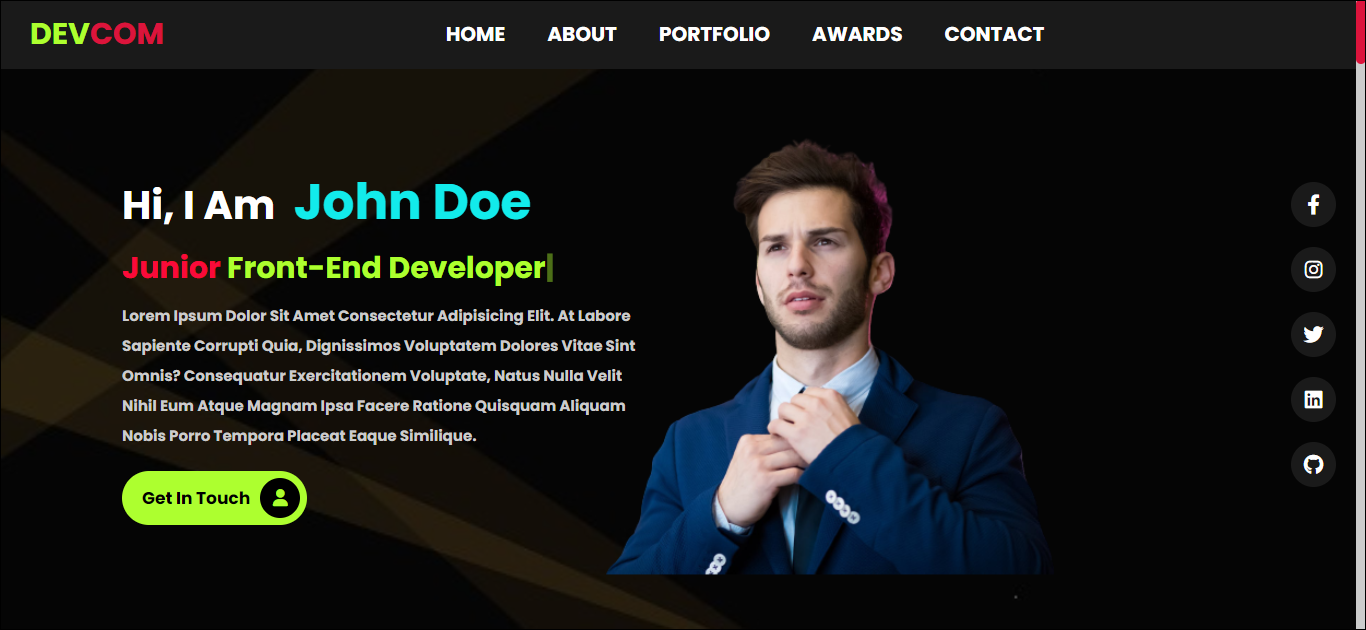 DEVCOM
HOME ABOUT PORTFOLIO AWARDS CONTACT
Hi, I Am John Doe
Junior Front-End Developer
Lorem Ipsum Dolor Sit Amet Consectetur Adipisicing Elit. At Labore
Sapiente Corrupti Quia, Dignissimos Voluptatem Dolores Vitae Sint
Omnis? Consequatur Exercitationem Voluptate, Natus Nulla Velit
Nihil Eum Atque Magnam Ipsa Facere Ratione Quisquam Aliquam
Nobis Porro Tempora Placeat Eaque Similique.
Get In Touch